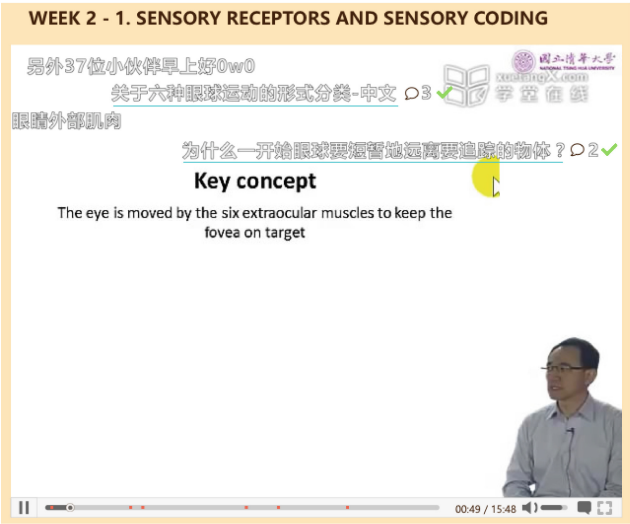 WEEK 2 - 1. SENSORY RECEPTORS AND SENSORY CODING
另外37位小伙伴早上好0w0
國立清華大學
NATIONAL TSING HUA UNIVERSITY
xuetangX.com
学堂在线
关于六种眼球运动的形式分类-中文 3
眼睛外部肌肉
为什么一开始眼球要短暂地远离要追踪的物体？ 2
Key concept
The eye is moved by the six extraocular muscles to keep the
fovea on target
00:49 / 15:48